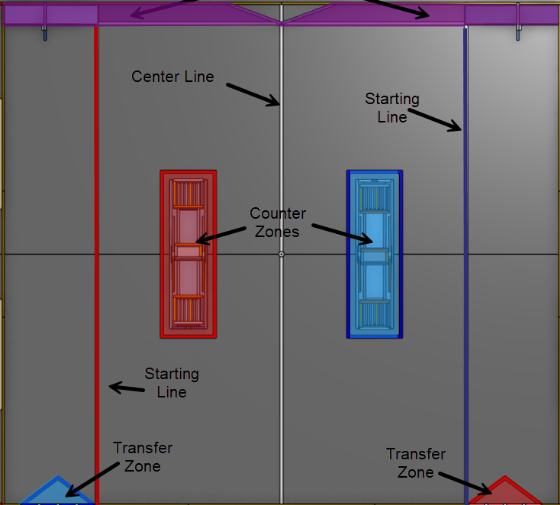 Center Line
Starting
Line
Counter
Zones
Starting
Line
Transfer
Zone
Transfer
Zone